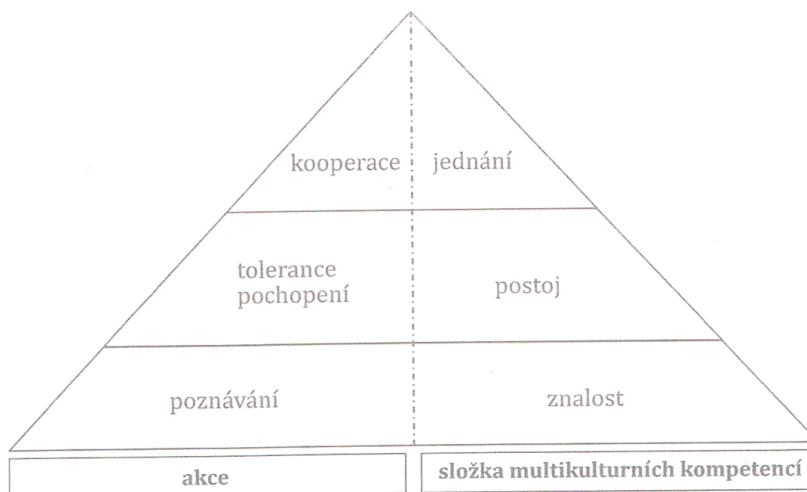 kooperace jednání
tolerance
pochopení
postoj
poznávání znalost
akce složka multikulturních kompetencí